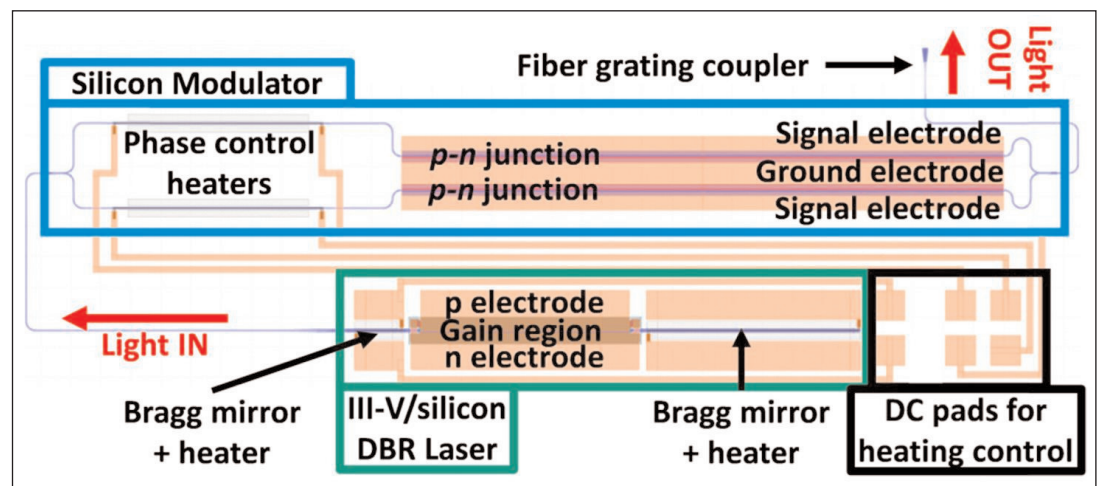 Silicon Modulator
Fiber grating coupler
Light
OUT
Phase control
heaters
p-n junction
p-n junction
Signal electrode
Ground electrode
Signal electrode
Light IN
p electrode
Gain region
n electrode
Bragg mirror
+ heater
III-V/silicon
DBR Laser
Bragg mirror
+ heater
DC pads for
heating control